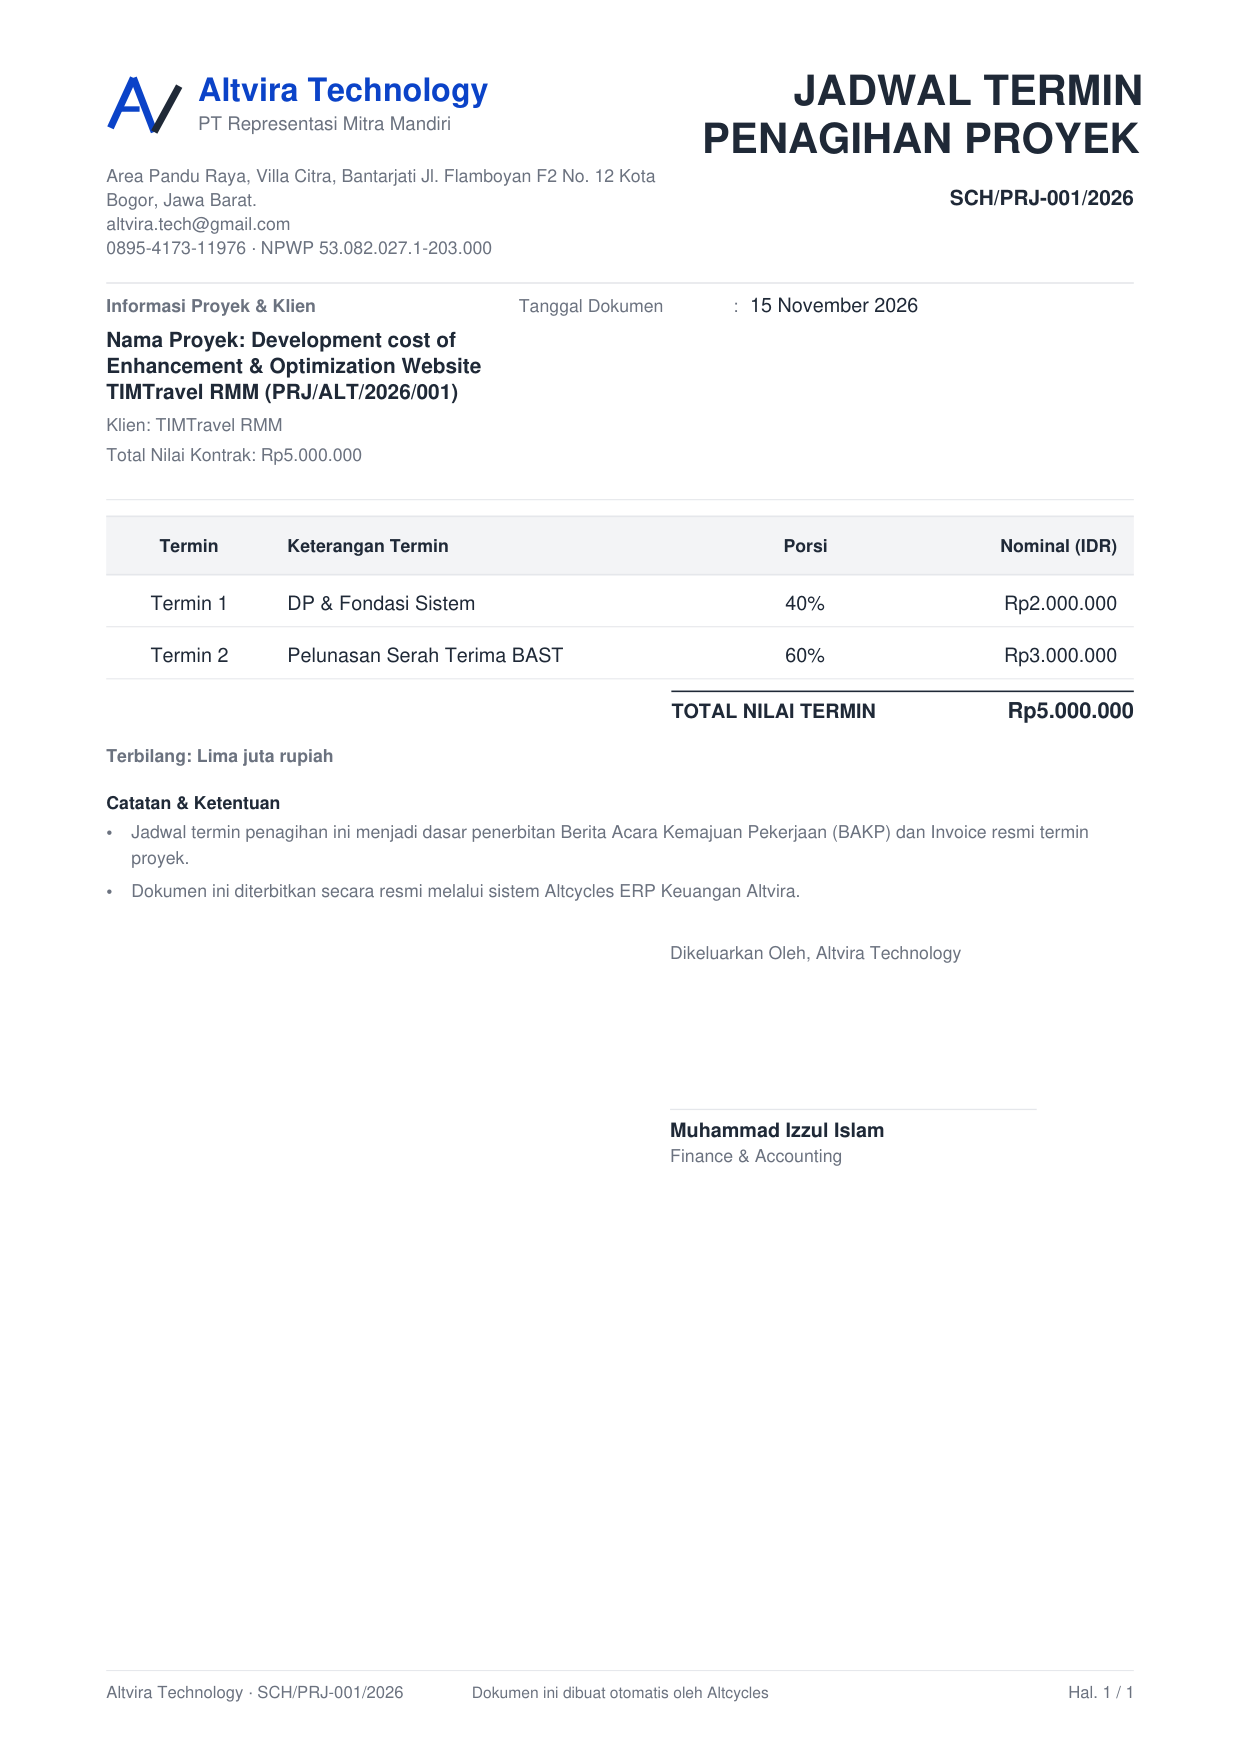 Altvira Technology
PT Representasi Mitra Mandiri
JADWAL TERMIN
PENAGIHAN PROYEK
SCH/PRJ-001/2026
Area Pandu Raya, Villa Citra, Bantarjati Jl. Flamboyan F2 No. 12 Kota
Bogor, Jawa Barat.
altvira.tech@gmail.com
0895-4173-11976 · NPWP 53.082.027.1-203.000
Informasi Proyek & Klien
Nama Proyek: Development cost of
Enhancement & Optimization Website
TIMTravel RMM (PRJ/ALT/2026/001)
Klien: TIMTravel RMM
Total Nilai Kontrak: Rp5.000.000
Tanggal Dokumen : 15 November 2026
Termin Keterangan Termin Porsi Nominal (IDR)
Termin 1 DP & Fondasi Sistem 40% Rp2.000.000
Termin 2 Pelunasan Serah Terima BAST 60% Rp3.000.000
TOTAL NILAI TERMIN Rp5.000.000
Terbilang: Lima juta rupiah
Catatan & Ketentuan
• Jadwal termin penagihan ini menjadi dasar penerbitan Berita Acara Kemajuan Pekerjaan (BAKP) dan Invoice resmi termin
proyek.
• Dokumen ini diterbitkan secara resmi melalui sistem Altcycles ERP Keuangan Altvira.
Dikeluarkan Oleh, Altvira Technology
Muhammad Izzul Islam
Finance & Accounting
Altvira Technology · SCH/PRJ-001/2026 Dokumen ini dibuat otomatis oleh Altcycles Hal. 1 / 1